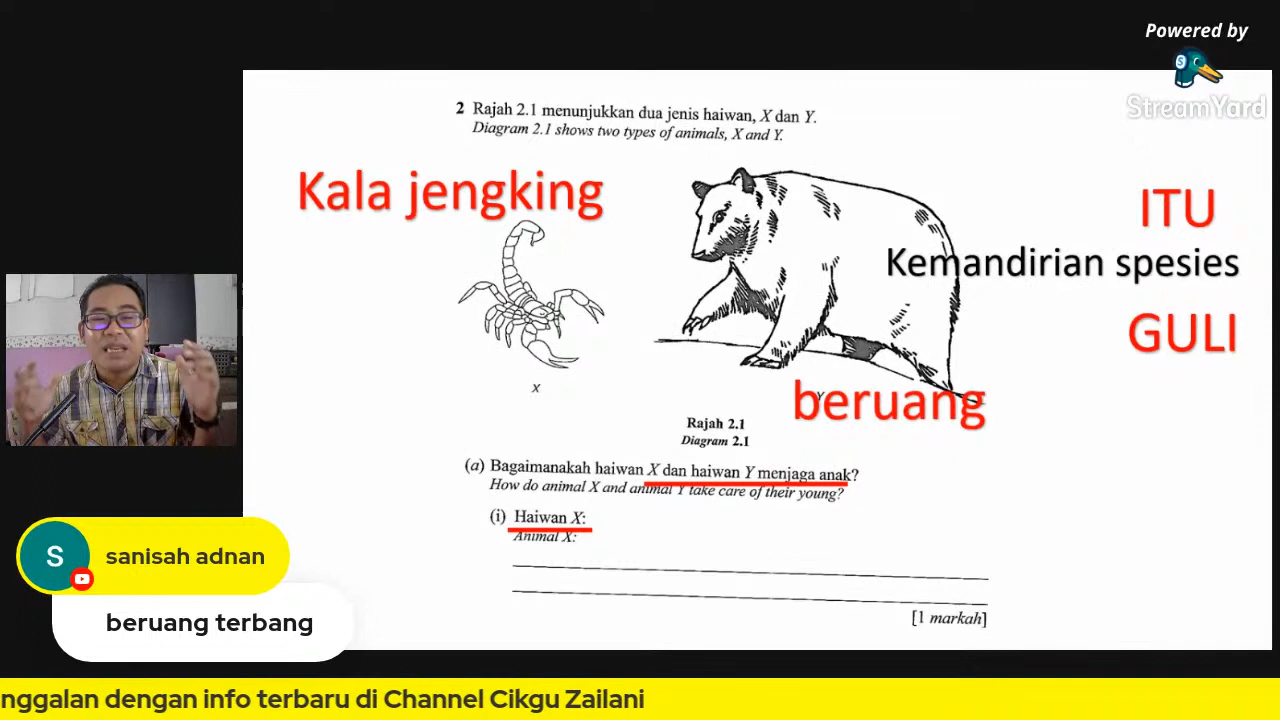 Powered by
StreamYard
2 Rajah 2.1 menunjukkan dua jenis haiwan, X dan Y.
Diagram 2.1 shows two types of animals, X and Y.
Kala jengking
ITU
Kemandirian spesies
GULI
X
Y
beruang
Rajah 2.1
Diagram 2.1
(a) Bagaimanakah haiwan X dan haiwan Y menjaga anak?
How do animal X and animal Y take care of their young?
(i) Haiwan X:
Animal X:
[1 markah]
S
sanisah adnan
beruang terbang
nggalan dengan info terbaru di Channel Cikgu Zailani